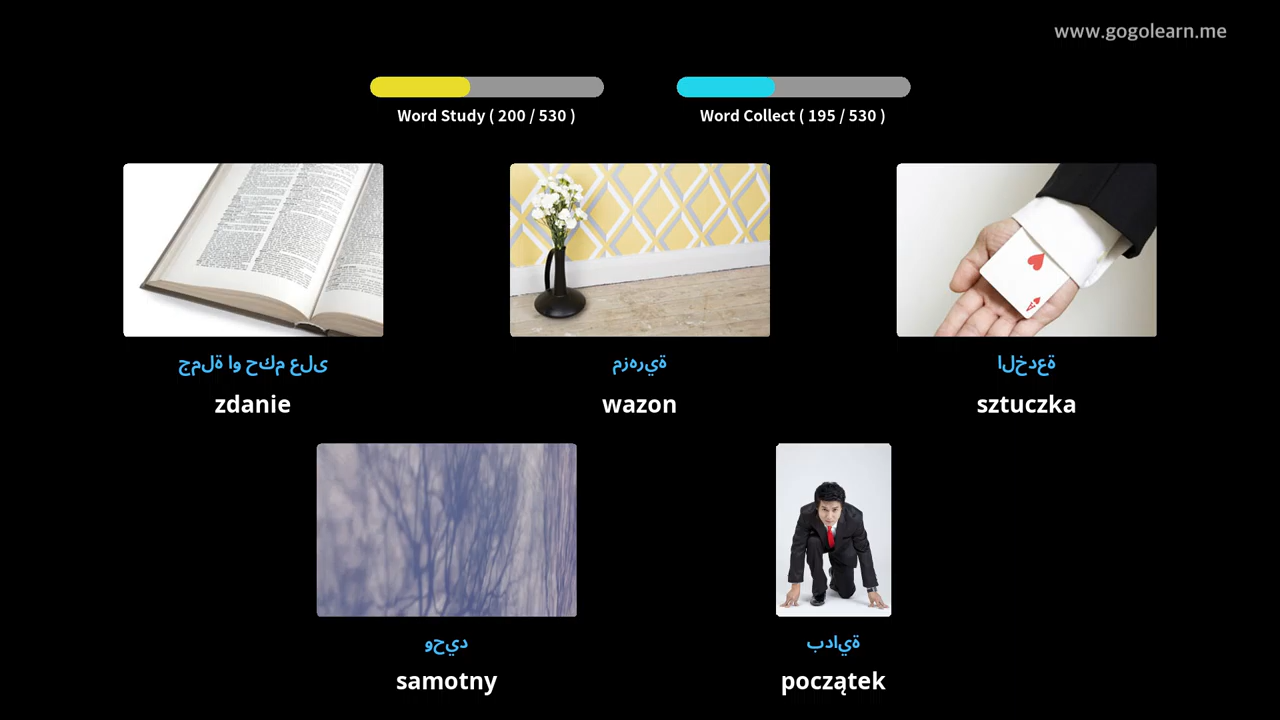 www.gogolearn.me
Word Study ( 200 / 530 )
Word Collect ( 195 / 530 )
جملة او حكم على
zdanie
مزهرية
wazon
الخدعة
sztuczka
وحيد
samotny
بداية
początek